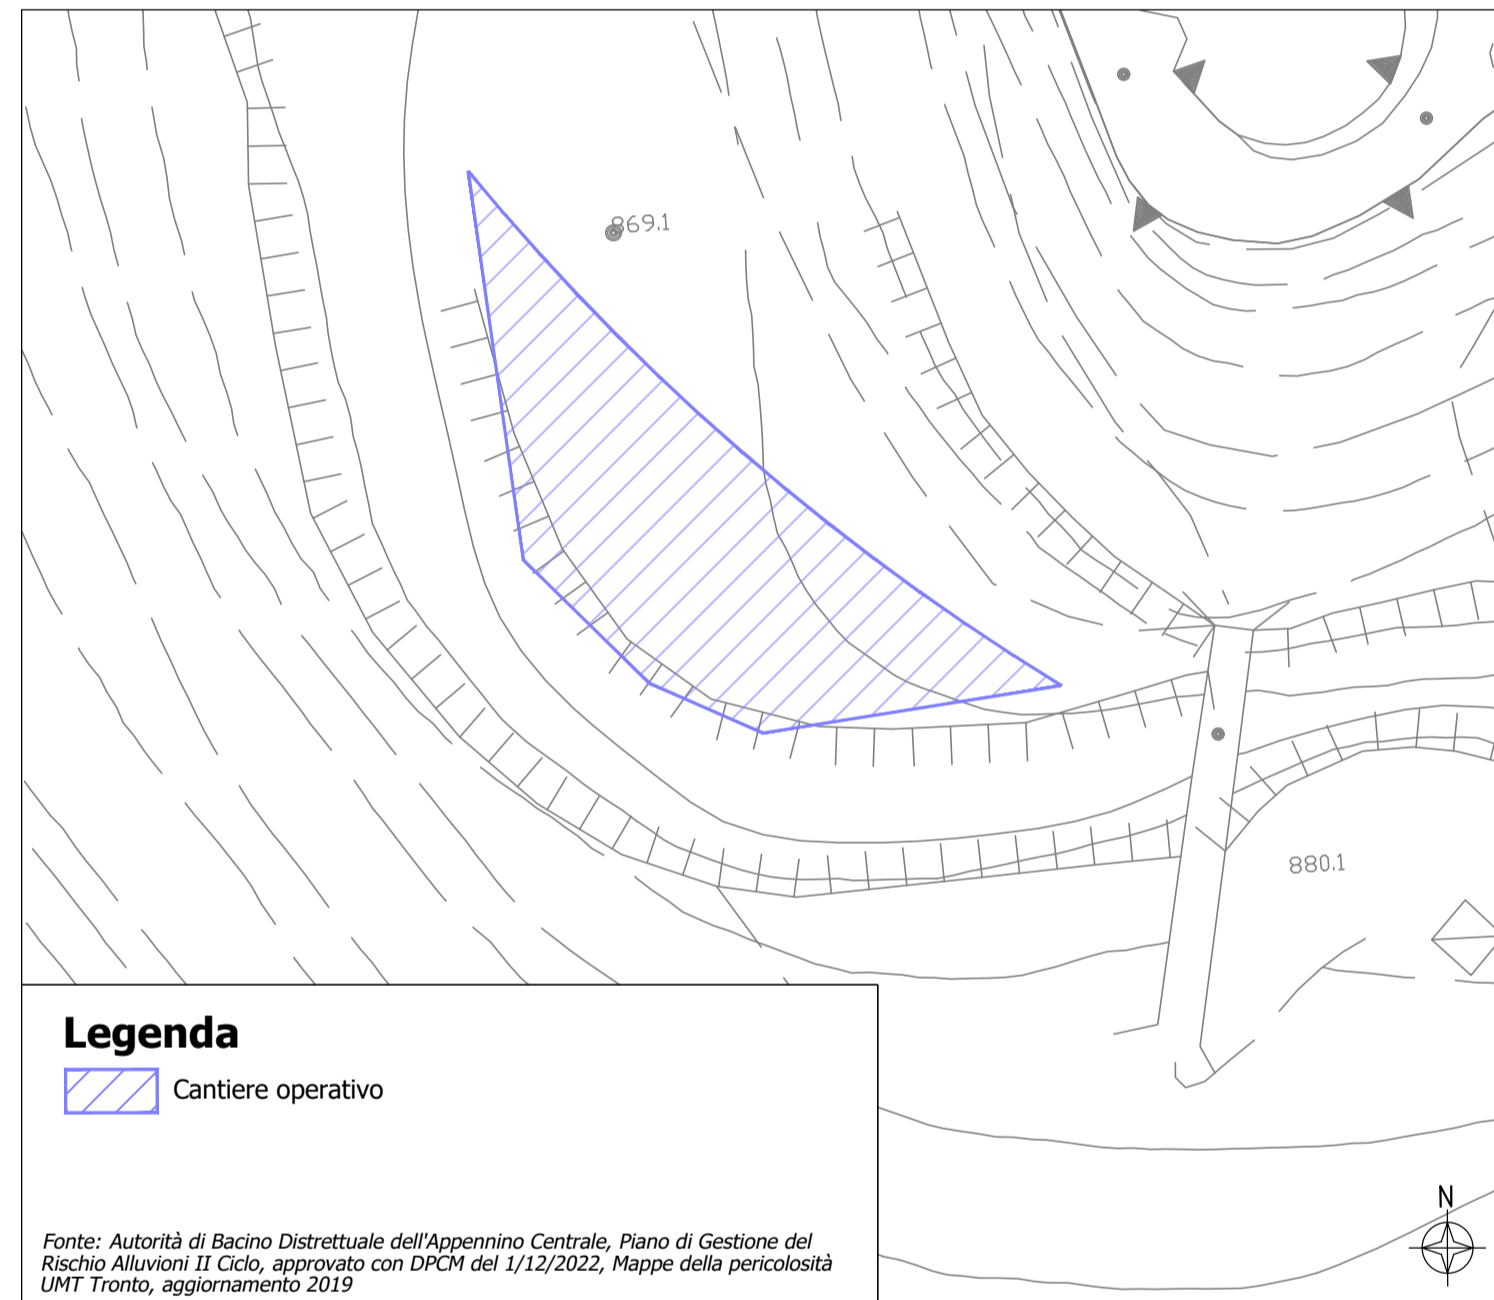 869.1
880.1
Legenda
Cantiere operativo
N
Fonte: Autorità di Bacino Distrettuale dell'Appennino Centrale, Piano di Gestione del
Rischio Alluvioni II Ciclo, approvato con DPCM del 1/12/2022, Mappe della pericolosità
UMT Tronto, aggiornamento 2019